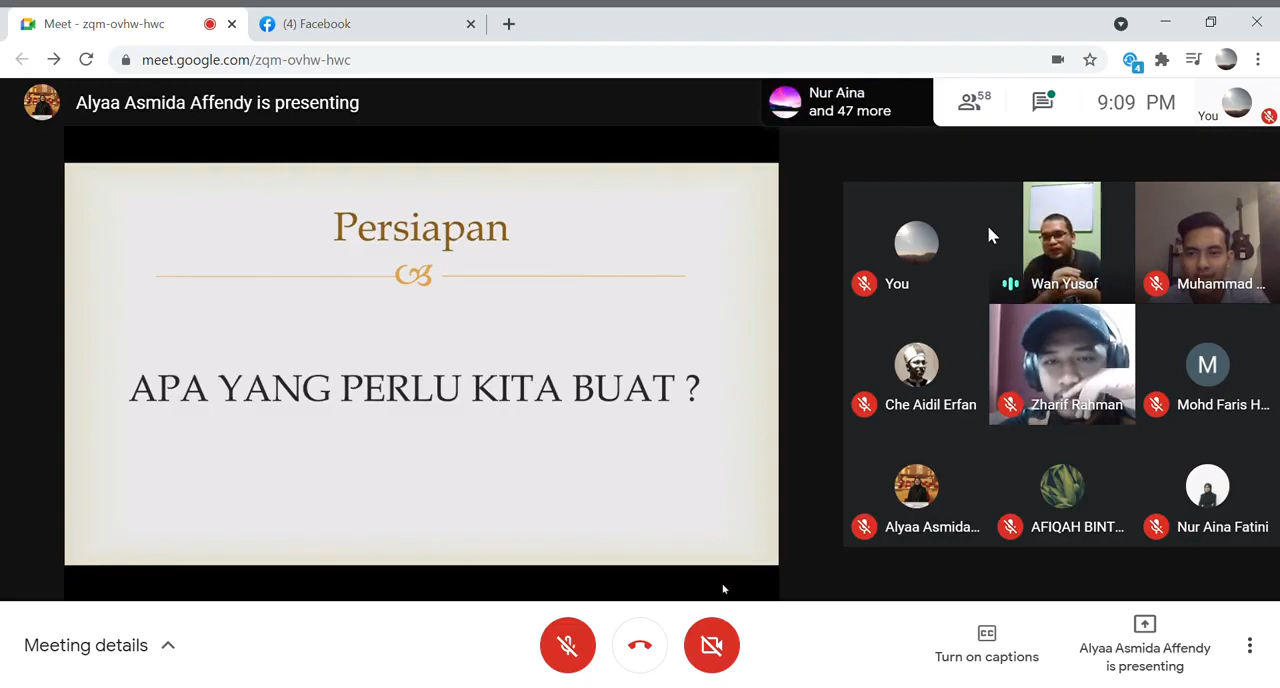 Meet - zqm-ovhw-hwc
(4) Facebook
meet.google.com/zqm-ovhw-hwc
4
Alyaa Asmida Affendy is presenting
Nur Aina
and 47 more
58
9:09 PM
You
Persiapan
APA YANG PERLU KITA BUAT ?
You
Wan Yusof
Muhammad ...
Che Aidil Erfan
Zharif Rahman
M
Mohd Faris H...
Alyaa Asmida...
AFIQAH BINT...
Nur Aina Fatini
Meeting details
CC
Turn on captions
Alyaa Asmida Affendy
is presenting